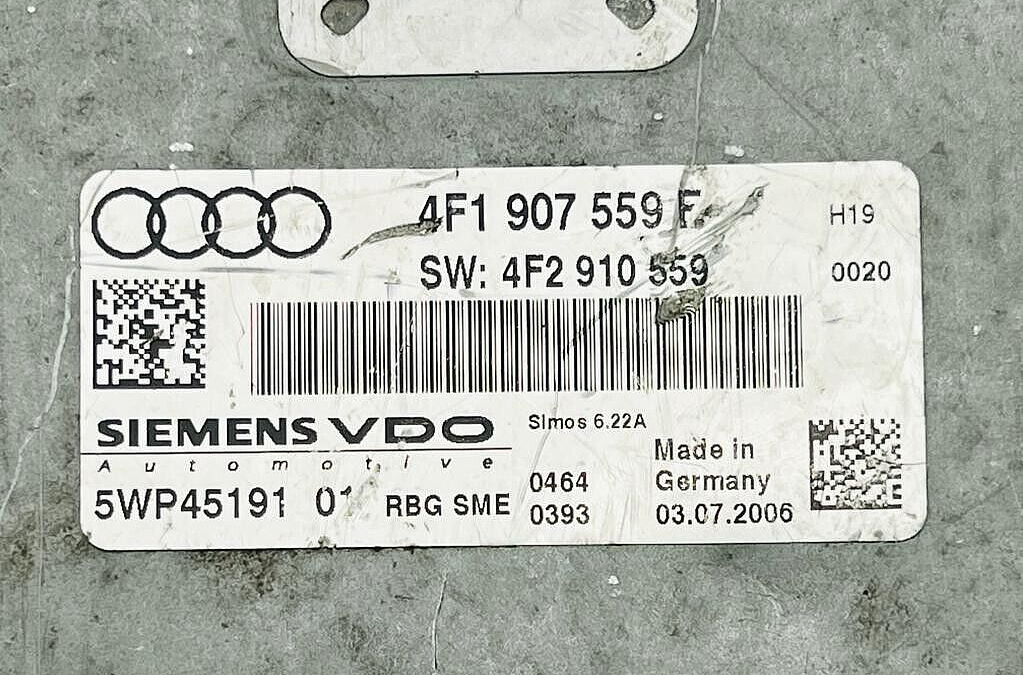 4F1 907 559
H19
SW: 4F2 910 559
0020
SIEMENS VDO
Automotive
Simos 6.22A
5WP45191 01 RBG SME
0464
0393
Made in
Germany
03.07.2006